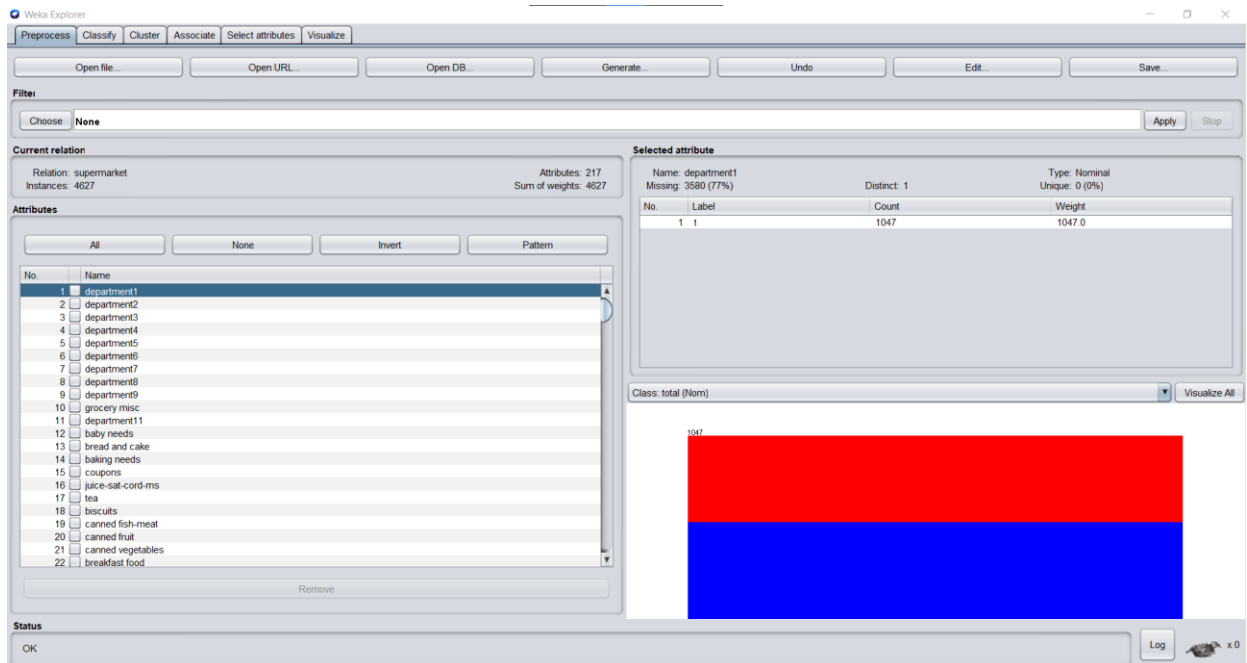 Weka Explorer
Preprocess Classify Cluster Associate Select attributes Visualize
Open file... Open URL... Open DB... Generate... Undo Edit... Save...
Filter
Choose None Apply Stop
Current relation
Relation: supermarket Attributes: 217
Instances: 4627 Sum of weights: 4627
Attributes
All None Invert Pattern
No. Name
1 department1
2 department2
3 department3
4 department4
5 department5
6 department6
7 department7
8 department8
9 department9
10 grocery misc
11 department11
12 baby needs
13 bread and cake
14 baking needs
15 coupons
16 juice-sat-cord-ms
17 tea
18 biscuits
19 canned fish-meat
20 canned fruit
21 canned vegetables
22 breakfast food
Remove
Selected attribute
Name: department1 Type: Nominal
Missing: 3580 (77%) Distinct: 1 Unique: 0 (0%)
No. Label Count Weight
1 t 1047 1047.0
Class: total (Nom) Visualize All
1047
Status
OK Log x 0